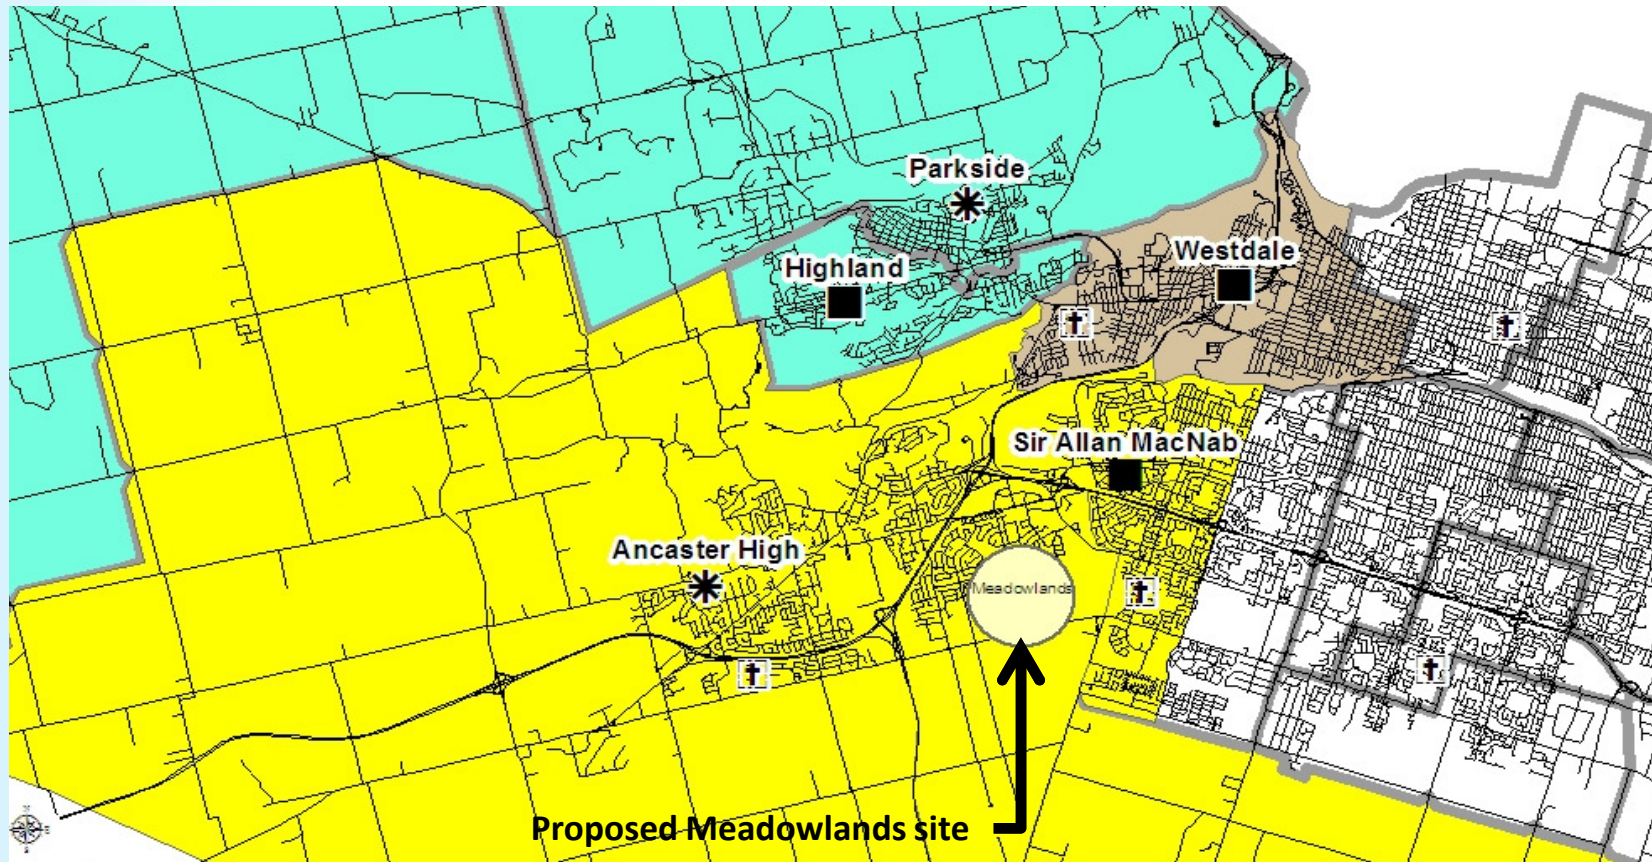 Parkside
Westdale
Highland
Sir Allan MacNab
Ancaster High
Meadowlands
Proposed Meadowlands site